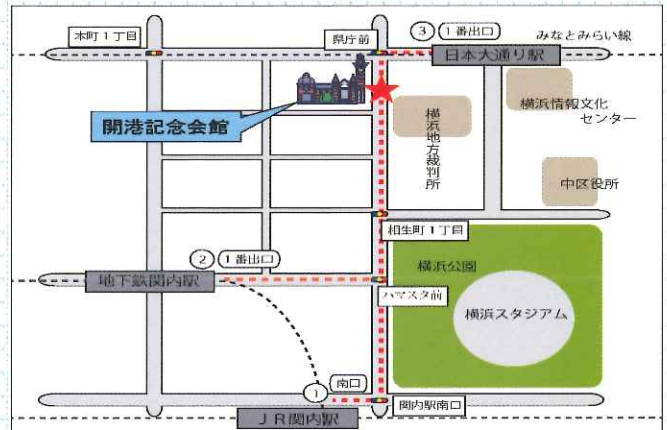 本町1丁目
県庁前
③ 1番出口
みなとみらい線
日本大通り駅
開港記念会館
横浜地方裁判所
横浜情報文化
センター
中区役所
相生町1丁目
② 1番出口
地下鉄関内駅
横浜公園
ハマスタ前
横浜スタジアム
① 南口
関内駅南口
JR関内駅